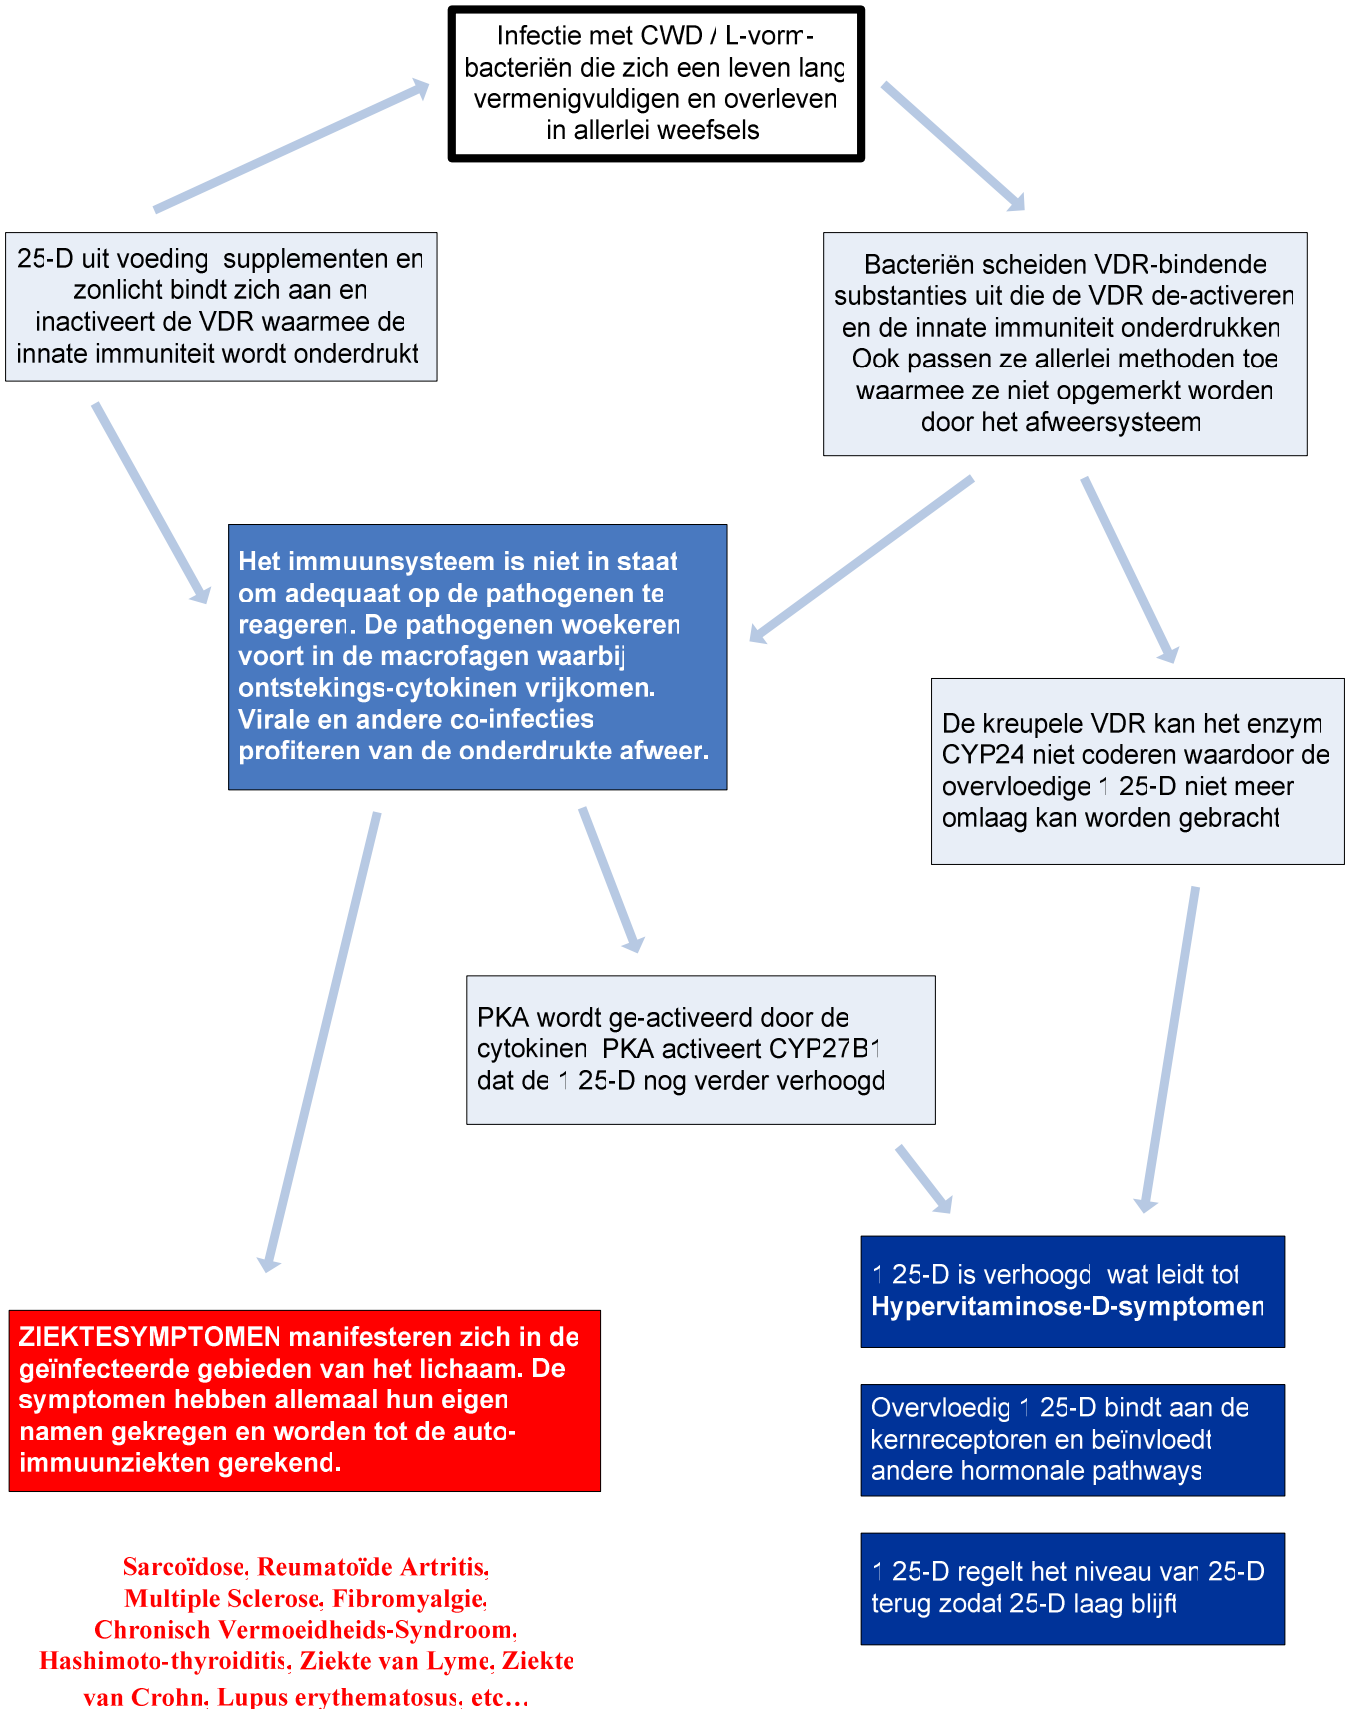 Infectie met CWD / L-vorm-
bacteriën die zich een leven lang
vermenigvuldigen en overleven
in allerlei weefsels
25-D uit voeding supplementen en
zonlicht bindt zich aan en
inactiveert de VDR waarmee de
innate immuniteit wordt onderdrukt
Bacteriën scheiden VDR-bindende
substanties uit die de VDR de-activeren
en de innate immuniteit onderdrukken
Ook passen ze allerlei methoden toe
waarmee ze niet opgemerkt worden
door het afweersysteem
Het immuunsysteem is niet in staat
om adequaat op de pathogenen te
reageren. De pathogenen woekeren
voort in de macrofagen waarbij
ontstekings-cytokinen vrijkomen.
Virale en andere co-infecties
profiteren van de onderdrukte afweer.
De kreupele VDR kan het enzym
CYP24 niet coderen waardoor de
overvloedige 1 25-D niet meer
omlaag kan worden gebracht
PKA wordt ge-activeerd door de
cytokinen PKA activeert CYP27B1
dat de 1 25-D nog verder verhoogd
1 25-D is verhoogd wat leidt tot
Hypervitaminose-D-symptomen
ZIEKTESYMPTOMEN manifesteren zich in de
geïnfecteerde gebieden van het lichaam. De
symptomen hebben allemaal hun eigen
namen gekregen en worden tot de auto-
immuunziekten gerekend.
Overvloedig 1 25-D bindt aan de
kernreceptoren en beïnvloedt
andere hormonale pathways
1 25-D regelt het niveau van 25-D
terug zodat 25-D laag blijft
Sarcoïdose, Reumatoïde Artritis,
Multiple Sclerose, Fibromyalgie,
Chronisch Vermoeidheids-Syndroom,
Hashimoto-thyroiditis, Ziekte van Lyme, Ziekte
van Crohn, Lupus erythematosus, etc…